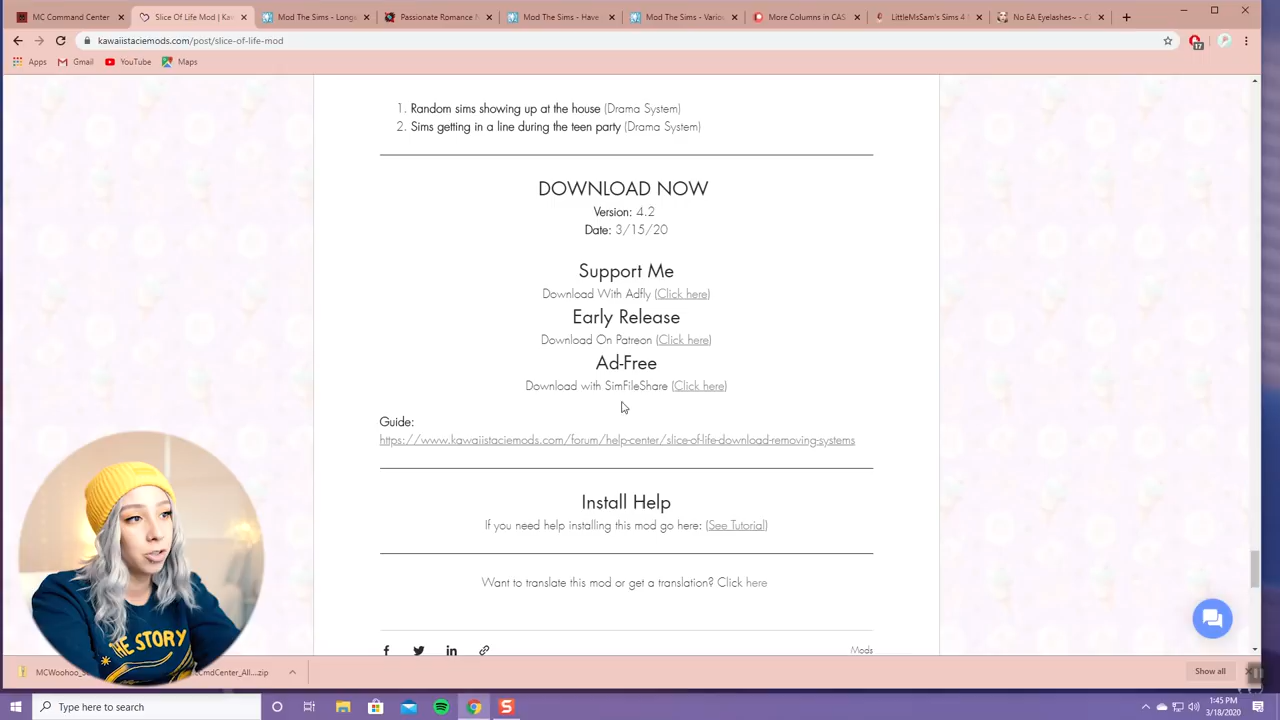 MC Command Center
Slice Of Life Mod | Ka
Mod The Sims - Long
Passionate Romance M
Mod The Sims - Have
Mod The Sims - Vario
More Columns in CAS
LittleMsSam's Sims 4 M
No EA Eyelashes~ - C
kawaiistaciemods.com/post/slice-of-life-mod
17
Apps Gmail YouTube Maps
1. Random sims showing up at the house (Drama System)
2. Sims getting in a line during the teen party (Drama System)
DOWNLOAD NOW
Version: 4.2
Date: 3/15/20
Support Me
Download With Adfly (Click here)
Early Release
Download On Patreon (Click here)
Ad-Free
Download with SimFileShare (Click here)
Guide:
https://www.kawaiistaciemods.com/forum/help-center/slice-of-life-download-removing-systems
Install Help
If you need help installing this mod go here: (See Tutorial)
Want to translate this mod or get a translation? Click here
Mods
THE STORY
MCWoohoo_ CmdCenter_All....zip
Show all
Type here to search
1:45 PM
3/18/2020